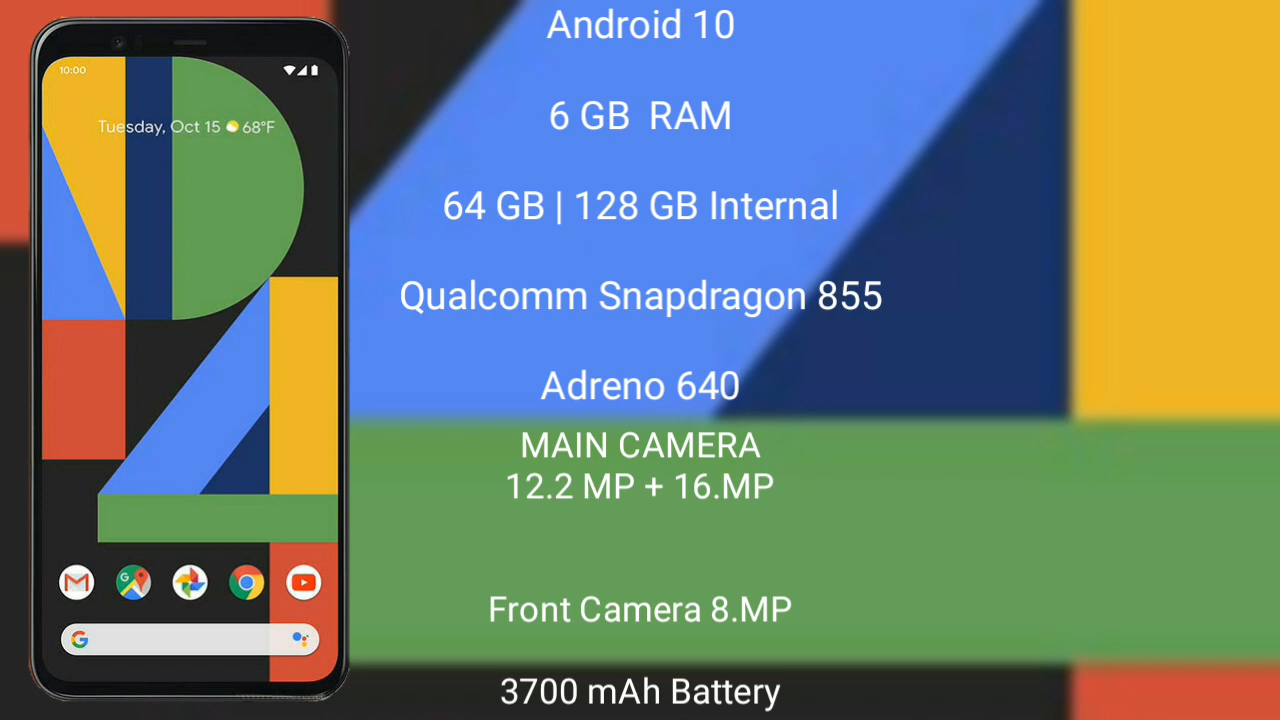 10:00
Tuesday, Oct 15 68°F
Android 10
6 GB RAM
64 GB | 128 GB Internal
Qualcomm Snapdragon 855
Adreno 640
MAIN CAMERA
12.2 MP + 16.MP
Front Camera 8.MP
3700 mAh Battery